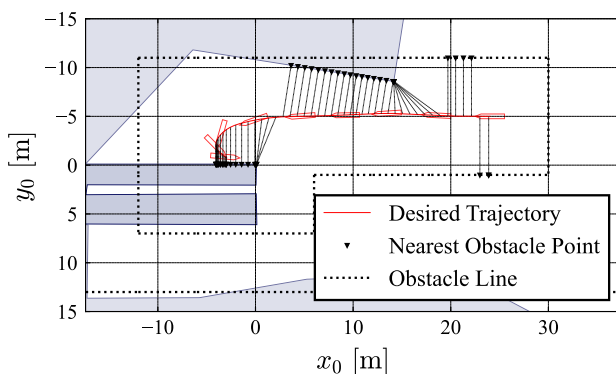 −15
−10
−5
0
5
10
15
y₀ [m]
Desired Trajectory
Nearest Obstacle Point
Obstacle Line
−10 0 10 20 30
x₀ [m]